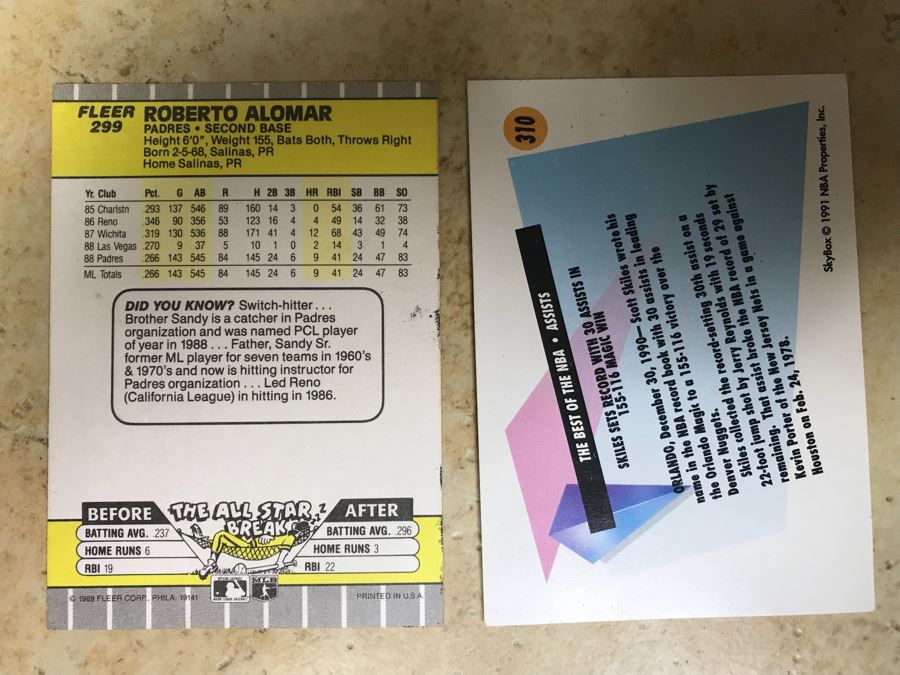 FLEER
299
ROBERTO ALOMAR
PADRES • SECOND BASE
Height 6'0", Weight 155, Bats Both, Throws Right
Born 2-5-68, Salinas, PR
Home Salinas, PR
Yr. Club Pct. G AB R H 2B 3B HR RBI SB BB SO
85 Charlstn .293 137 546 89 160 14 3 0 54 36 61 73
86 Reno .346 90 356 53 123 16 4 4 49 14 32 38
87 Wichita .319 130 536 88 171 41 4 12 68 43 49 74
88 Las Vegas .270 9 37 5 10 1 0 2 14 3 1 4
88 Padres .266 143 545 84 145 24 6 9 41 24 47 83
ML Totals .266 143 545 84 145 24 6 9 41 24 47 83
DID YOU KNOW? Switch-hitter . . .
Brother Sandy is a catcher in Padres
organization and was named PCL player
of year in 1988 . . . Father, Sandy Sr.
former ML player for seven teams in 1960's
& 1970's and now is hitting instructor for
Padres organization . . . Led Reno
(California League) in hitting in 1986.
BEFORE THE ALL STAR BREAK AFTER
BATTING AVG. .237
HOME RUNS 6
RBI 19
BATTING AVG. .296
HOME RUNS 3
RBI 22
© 1989 FLEER CORP., PHILA. 19141
PRINTED IN U.S.A.
310
THE BEST OF THE NBA • ASSISTS
SKILES SETS RECORD WITH 30 ASSISTS IN
155-116 MAGIC WIN
ORLANDO, December 30, 1990— Scott Skiles wrote his
name in the NBA record book with 30 assists in leading
the Orlando Magic to a 155-116 victory over the
Denver Nuggets.
Skiles collected the record-setting 30th assist on a
22-foot jump shot by Jerry Reynolds with 19 seconds
remaining. That assist broke the NBA record of 29 set by
Kevin Porter of the New Jersey Nets in a game against
Houston on Feb. 24, 1978.
SkyBox © 1991 NBA Properties, Inc.